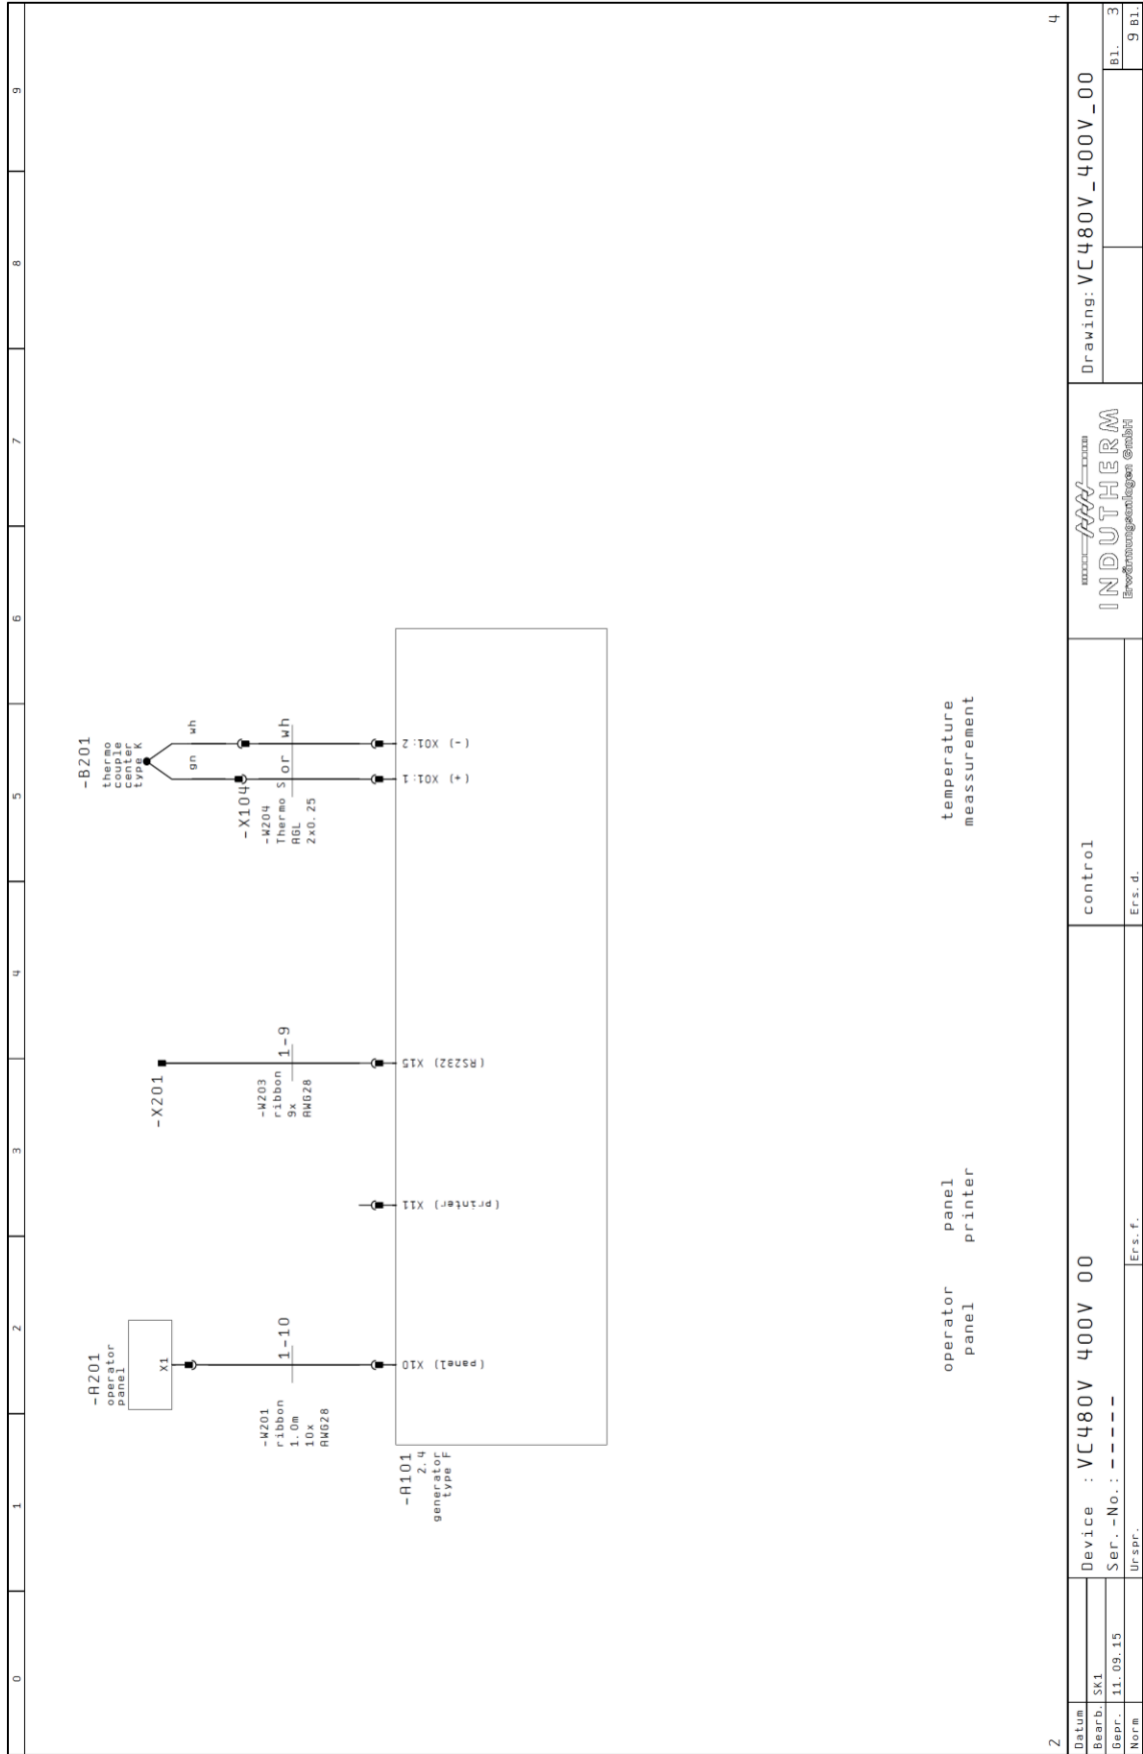 0 1 2 3 4 5 6 7 8 9
-A201
operator
panel
X1
-W201
ribbon
1.0m
10x
AWG28
1-10
X10 (panel)
-A101
2.4
generator
type F
X11 (printer)
-X201
-W203
ribbon
9x
AWG28
1-9
X15 (RS232)
-B201
thermo
couple
center
type K
gn wh
-X104
-W204
Thermo
AGL
2x0.25
S or wh
X01:1 (+)
X01:2 (-)
operator
panel
panel
printer
temperature
meassurement
2
4
Datum
Bearb. SK1
Gepr. 11.09.15
Norm
Device : VC480V 400V 00
Ser.-No.: -----
Urspr.
Ers.f.
control
Ers.d.
INDUTHERM
Erwärmungsanlagen GmbH
Drawing: VC480V_400V_00
Bl. 3
9 Bl.